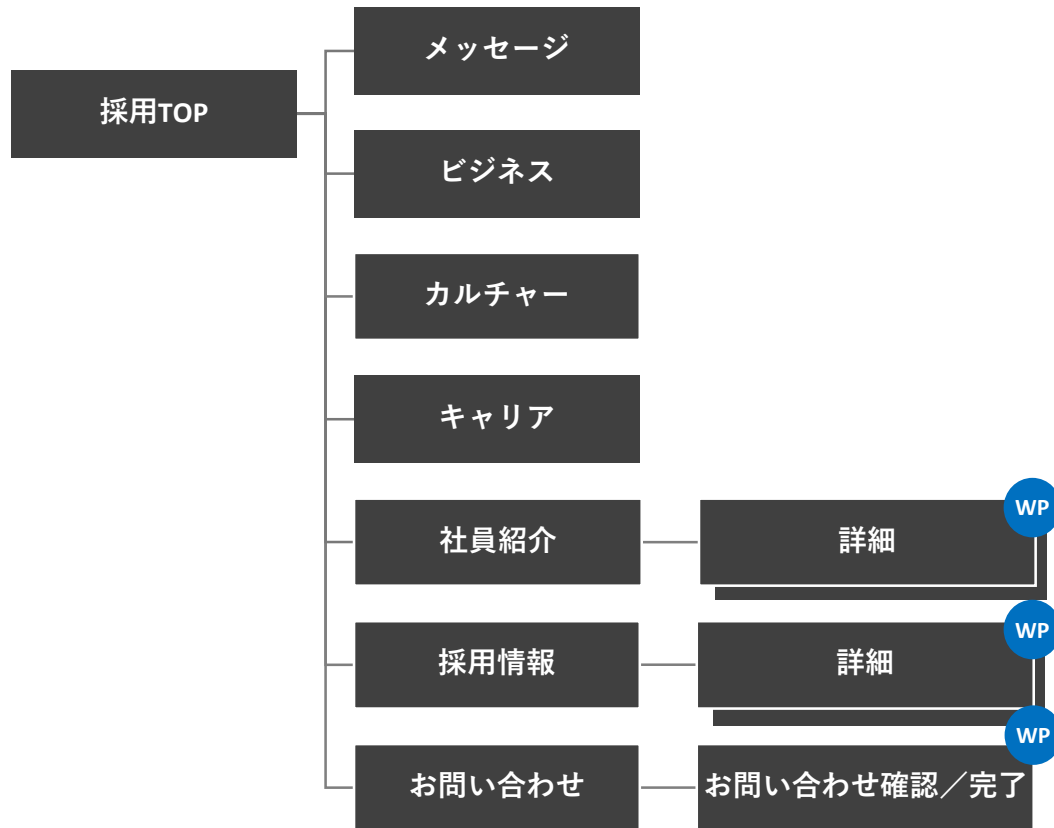 メッセージ
採用TOP
ビジネス
カルチャー
キャリア
社員紹介
詳細
WP
採用情報
詳細
WP
お問い合わせ
お問い合わせ確認／完了
WP